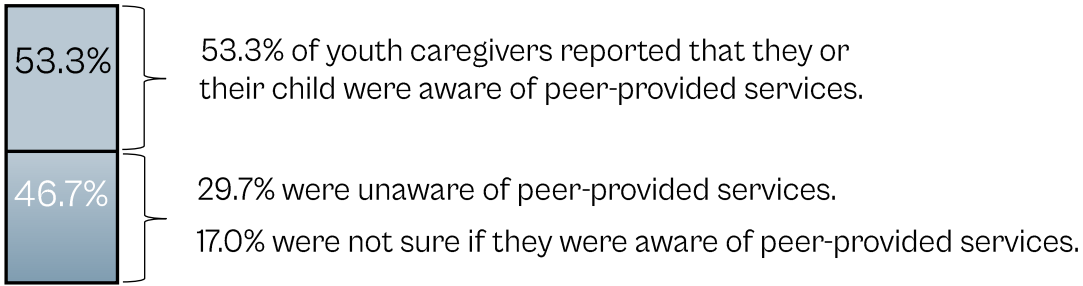 53.3%
53.3% of youth caregivers reported that they or
their child were aware of peer-provided services.
46.7%
29.7% were unaware of peer-provided services.
17.0% were not sure if they were aware of peer-provided services.